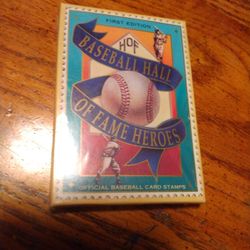 FIRST EDITION
HOF
BASEBALL HALL
OF FAME HEROES
OFFICIAL BASEBALL CARD STAMPS